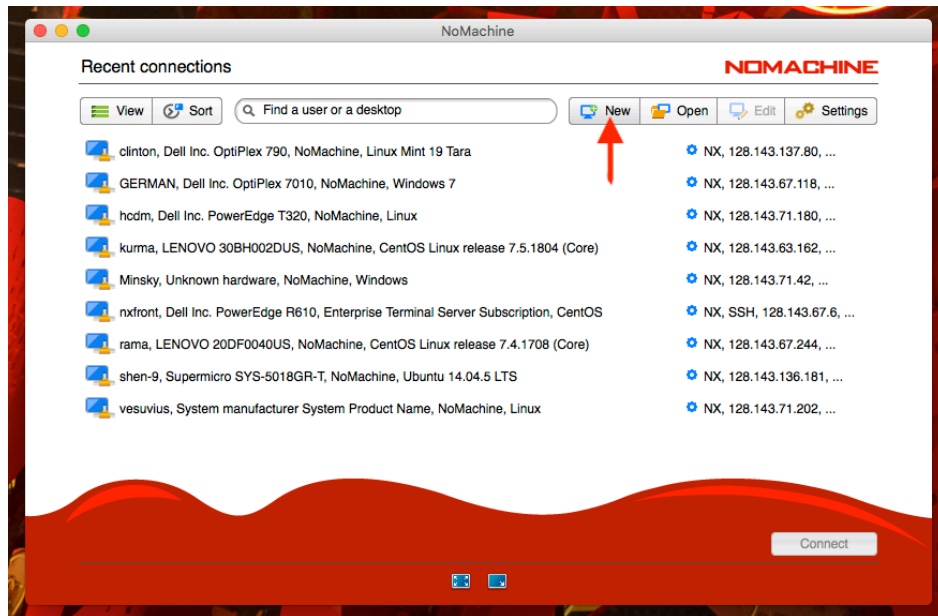 NoMachine
Recent connections
NOMACHINE
View Sort Find a user or a desktop New Open Edit Settings
clinton, Dell Inc. OptiPlex 790, NoMachine, Linux Mint 19 Tara NX, 128.143.137.80, ...
GERMAN, Dell Inc. OptiPlex 7010, NoMachine, Windows 7 NX, 128.143.67.118, ...
hcdm, Dell Inc. PowerEdge T320, NoMachine, Linux NX, 128.143.71.180, ...
kurma, LENOVO 30BH002DUS, NoMachine, CentOS Linux release 7.5.1804 (Core) NX, 128.143.63.162, ...
Minsky, Unknown hardware, NoMachine, Windows NX, 128.143.71.42, ...
nxfront, Dell Inc. PowerEdge R610, Enterprise Terminal Server Subscription, CentOS NX, SSH, 128.143.67.6, ...
rama, LENOVO 20DF0040US, NoMachine, CentOS Linux release 7.4.1708 (Core) NX, 128.143.67.244, ...
shen-9, Supermicro SYS-5018GR-T, NoMachine, Ubuntu 14.04.5 LTS NX, 128.143.136.181, ...
vesuvius, System manufacturer System Product Name, NoMachine, Linux NX, 128.143.71.202, ...
Connect